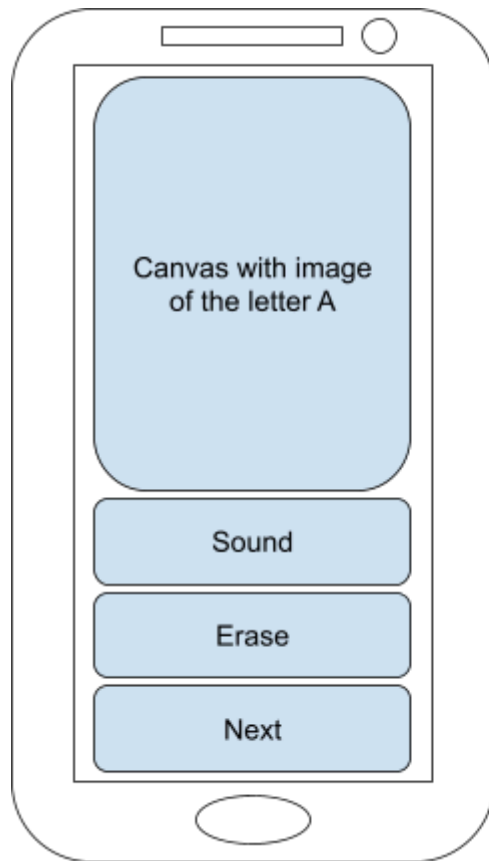 Canvas with image
of the letter A
Sound
Erase
Next